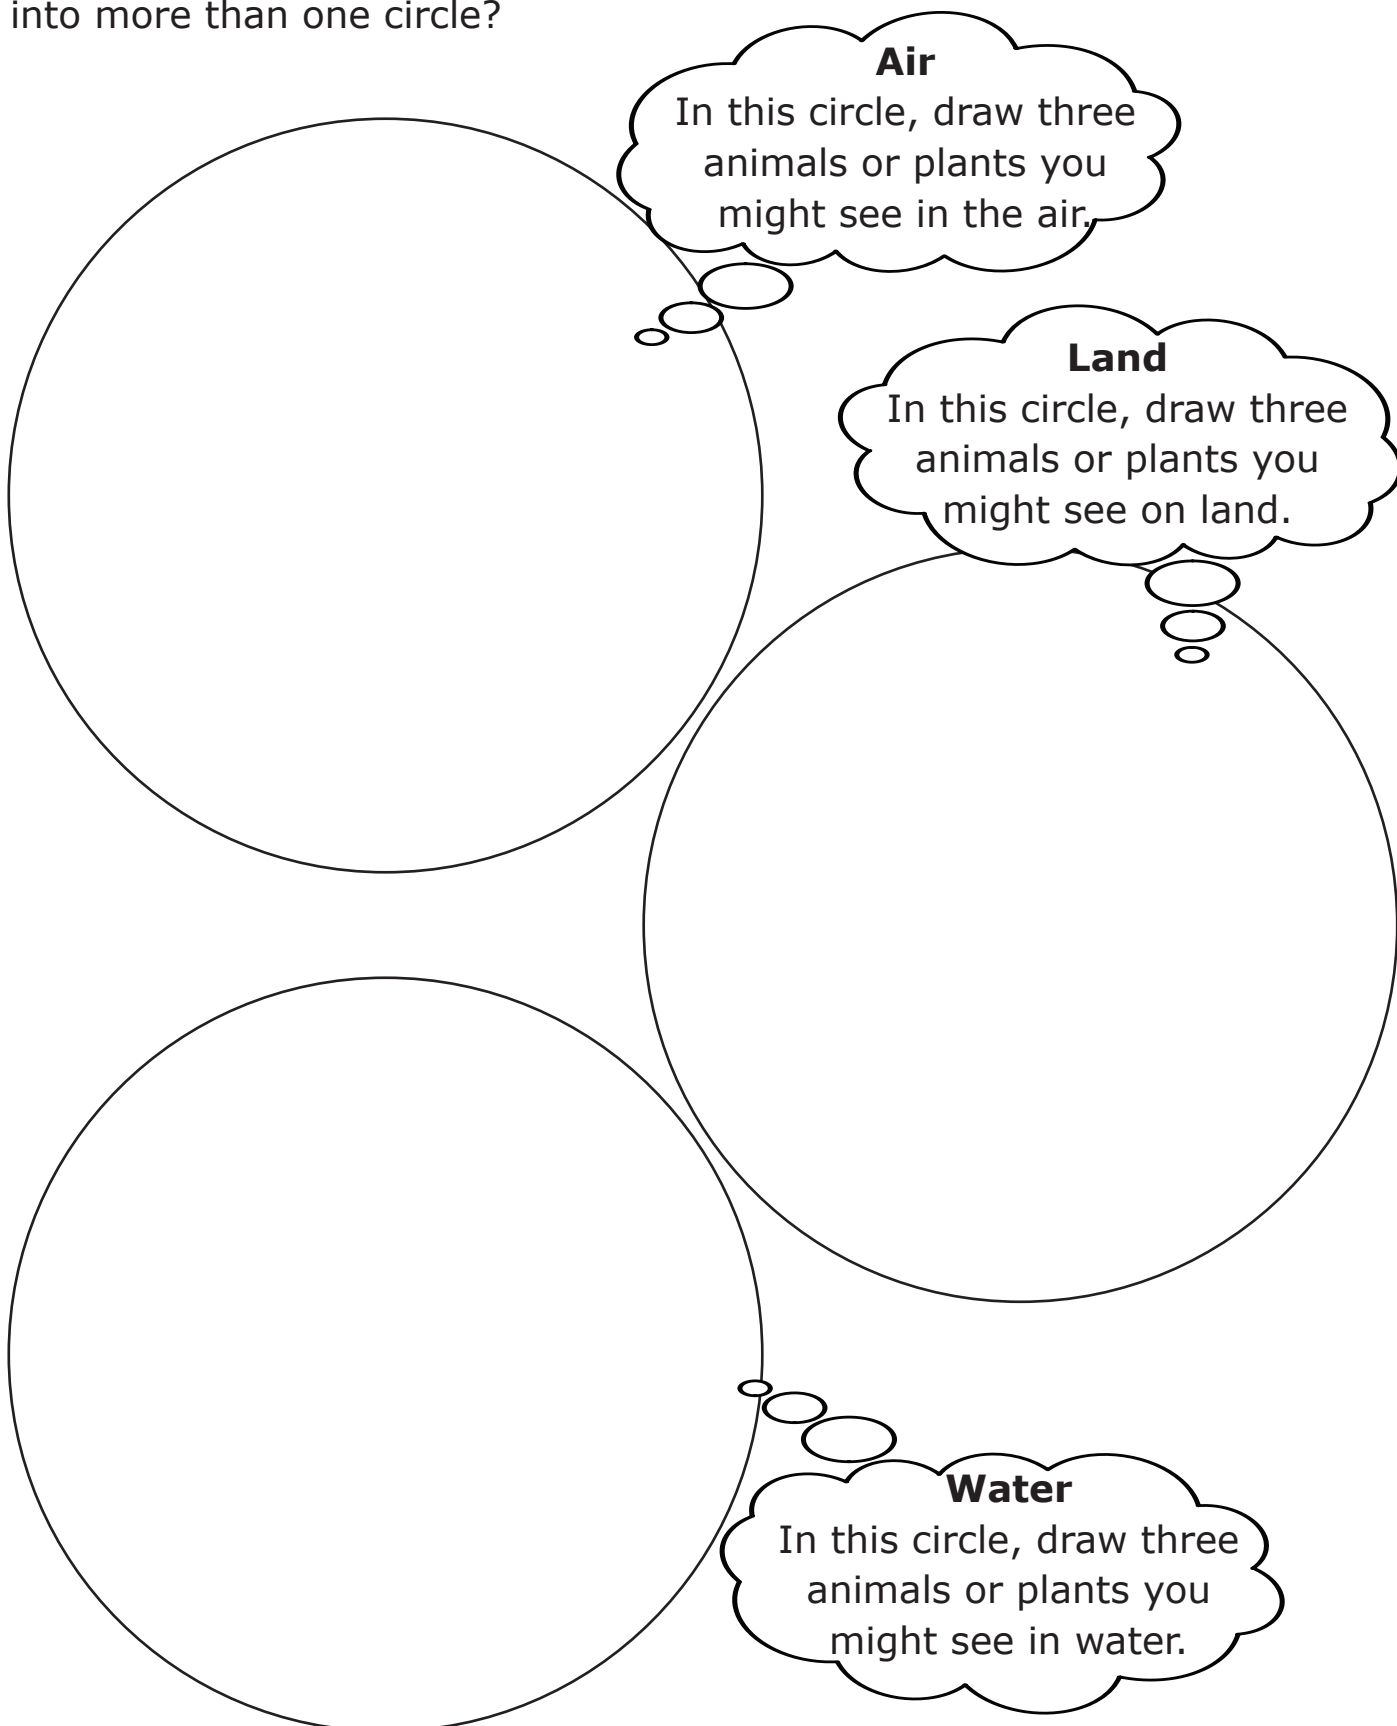 into more than one circle?
Air
In this circle, draw three
animals or plants you
might see in the air.
Land
In this circle, draw three
animals or plants you
might see on land.
Water
In this circle, draw three
animals or plants you
might see in water.